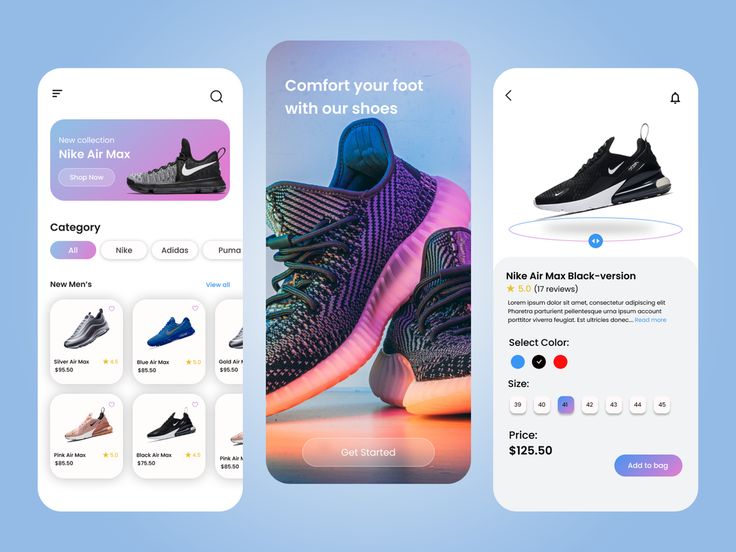 New collection
Nike Air Max
Shop Now
Category
All
Nike
Adidas
Puma
New Men's
View all
Silver Air Max
4.5
$95.50
Blue Air Max
5.0
$85.50
Gold Air M
$95.50
Pink Air Max
5.0
$85.50
Black Air Max
4.5
$75.50
Pink Air M
$85.50
Comfort your foot
with our shoes
Get Started
Nike Air Max Black-version
5.0 (17 reviews)
Lorem ipsum dolor sit amet, consectetur adipiscing elit
Pharetra parturient pellentesque urna ipsum accumsan
porttitor viverra feugiat. Est ultricies donec... Read more
Select Color:
Size:
39
40
41
42
43
44
45
Price:
$125.50
Add to bag